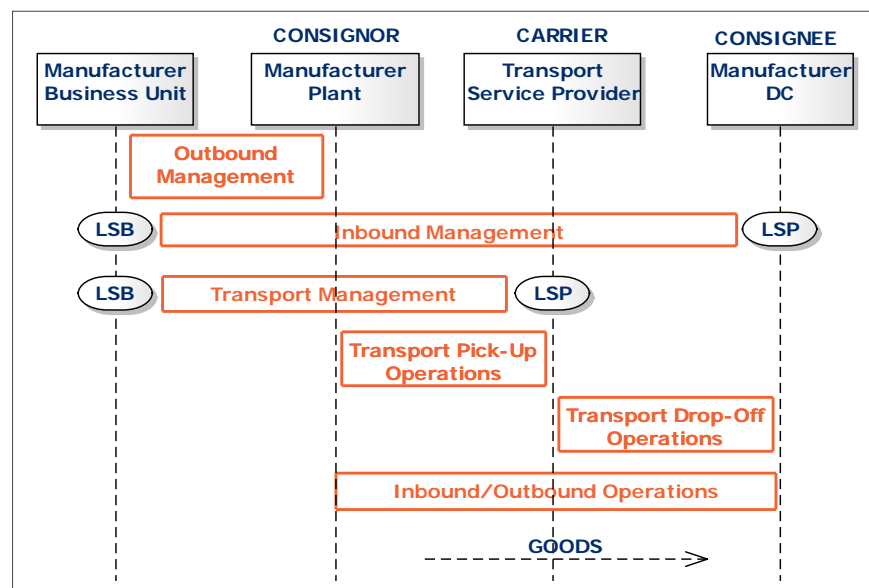 CONSIGNOR
CARRIER
CONSIGNEE
Manufacturer
Business Unit
Manufacturer
Plant
Transport
Service Provider
Manufacturer
DC
Outbound
Management
LSB
Inbound Management
LSP
LSB
Transport Management
LSP
Transport Pick-Up
Operations
Transport Drop-Off
Operations
Inbound/Outbound Operations
GOODS